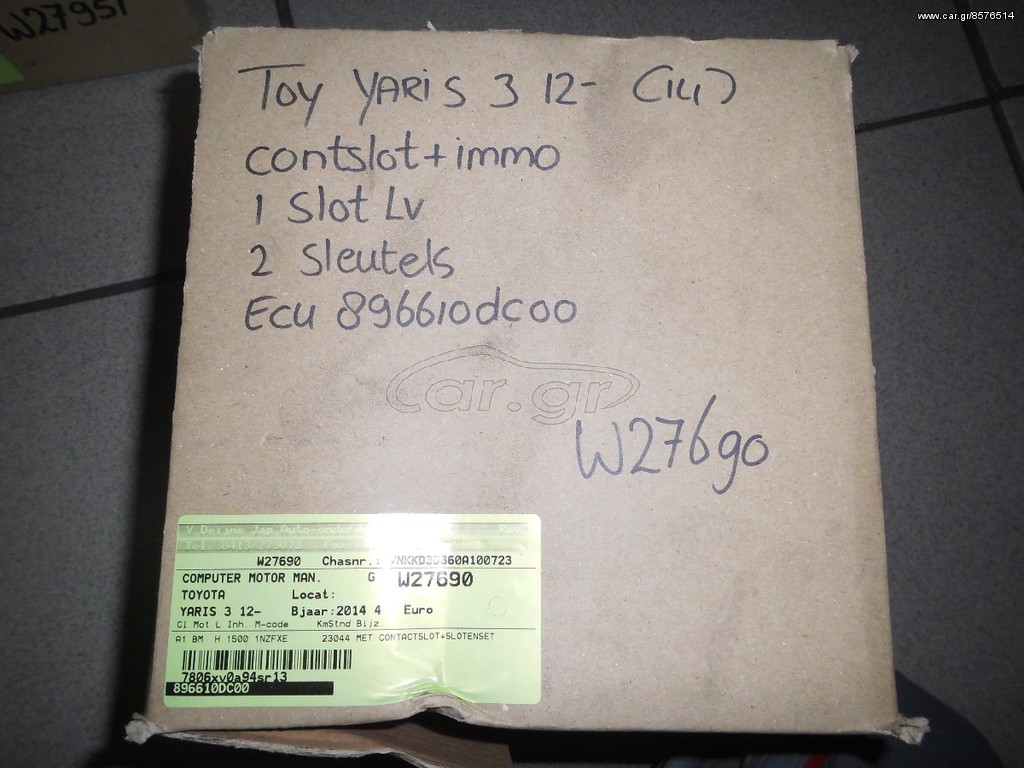 www.car.gr/8576514
W27951
Toy YARiS 3 12- (14)
contslot+immo
1 Slot Lv
2 Sleutels
Ecu 896610dc00
car.gr
W27690
W27690 Chasnr.: VNKKD3D360A100723
COMPUTER MOTOR MAN. G W27690
TOYOTA Locat:
YARIS 3 12- Bjaar:2014 4 Euro
Cl Mot L Inh. M-code KmStnd Bijz
A1 BM H 1500 1NZFXE 23044 MET CONTACTSLOT+SLOTENSET
7806xv0a94sr13
896610DC00